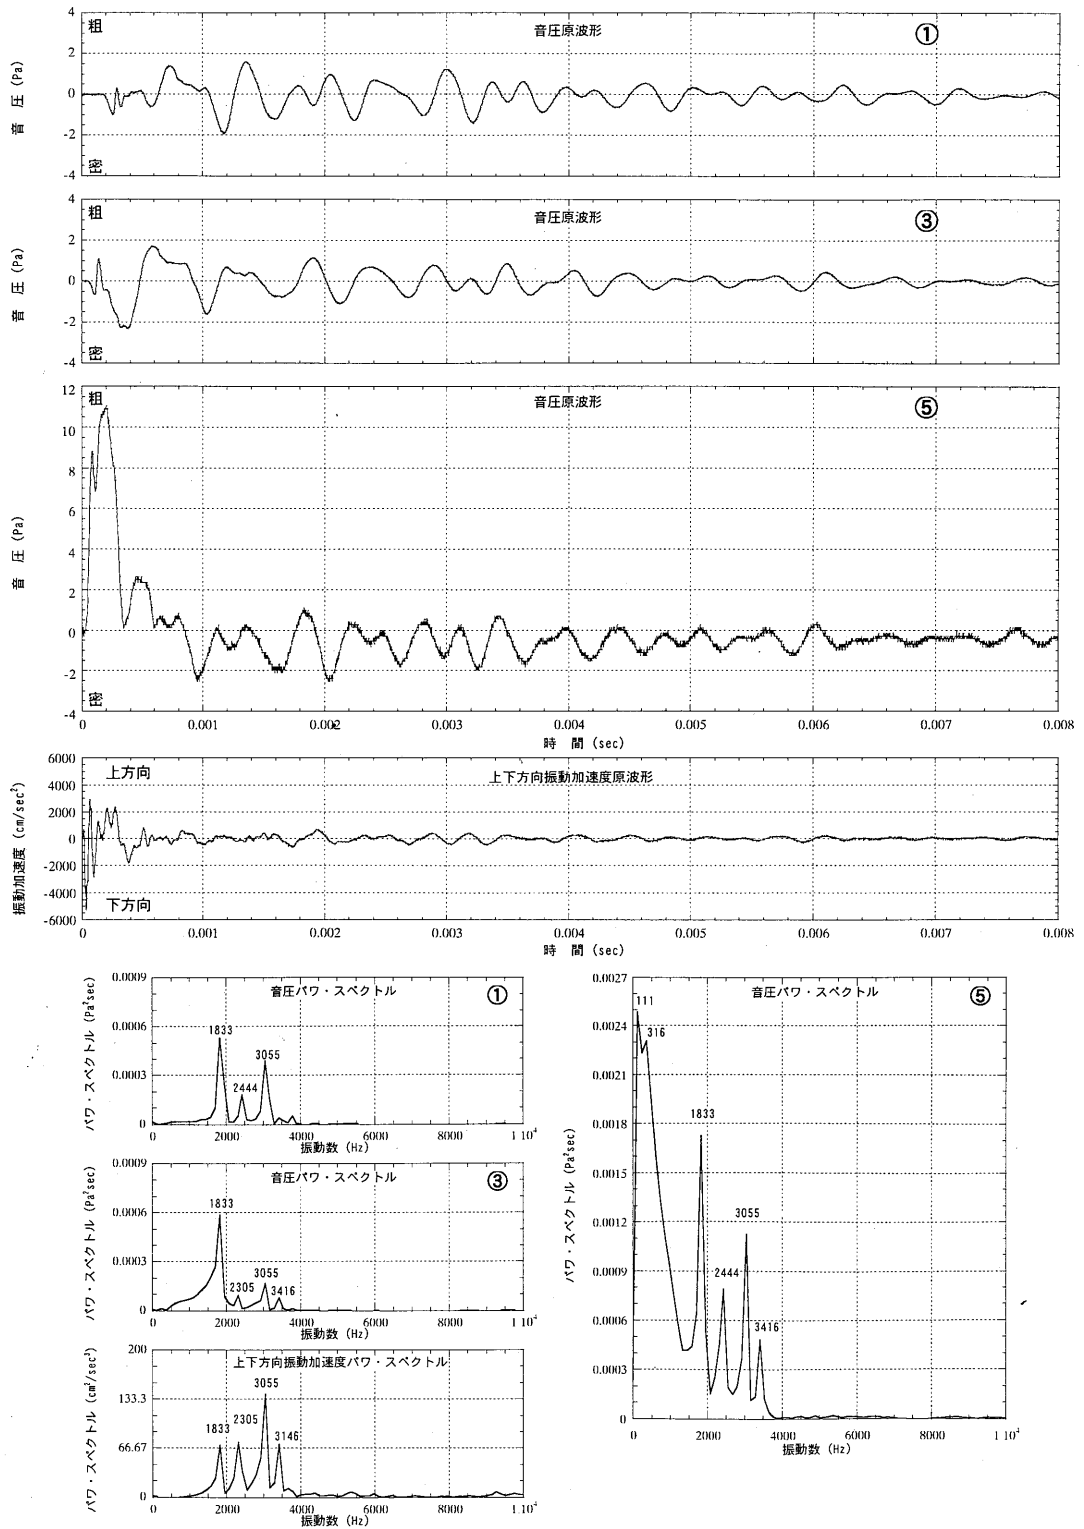 4
粗
音圧原波形
①
2
0
-2
密
-4
音 圧 (Pa)
4
粗
音圧原波形
③
2
0
-2
密
-4
音 圧 (Pa)
12
粗
音圧原波形
⑤
10
8
6
4
2
0
-2
密
-4
音 圧 (Pa)
0 0.001 0.002 0.003 0.004 0.005 0.006 0.007 0.008
時 間 (sec)
6000
上方向
上下方向振動加速度原波形
4000
2000
0
-2000
-4000
下方向
-6000
振動加速度 (cm/sec²)
0 0.001 0.002 0.003 0.004 0.005 0.006 0.007 0.008
時 間 (sec)
0.0009
音圧パワ・スペクトル
①
0.0006
1833
3055
0.0003
2444
0
パワ・スペクトル (Pa²sec)
0 2000 4000 6000 8000 1 10⁴
振動数 (Hz)
0.0009
音圧パワ・スペクトル
③
1833
0.0006
0.0003
3055
2305
3416
0
パワ・スペクトル (Pa²sec)
0 2000 4000 6000 8000 1 10⁴
振動数 (Hz)
200
上下方向振動加速度パワ・スペクトル
3055
133.3
1833
2305
3146
66.67
0
パワ・スペクトル (cm²/sec³)
0 2000 4000 6000 8000 1 10⁴
振動数 (Hz)
0.0027
音圧パワ・スペクトル
⑤
111
0.0024
316
0.0021
0.0018
1833
0.0015
0.0012
3055
0.0009
2444
0.0006
3416
0.0003
0
パワ・スペクトル (Pa²sec)
0 2000 4000 6000 8000 1 10⁴
振動数 (Hz)